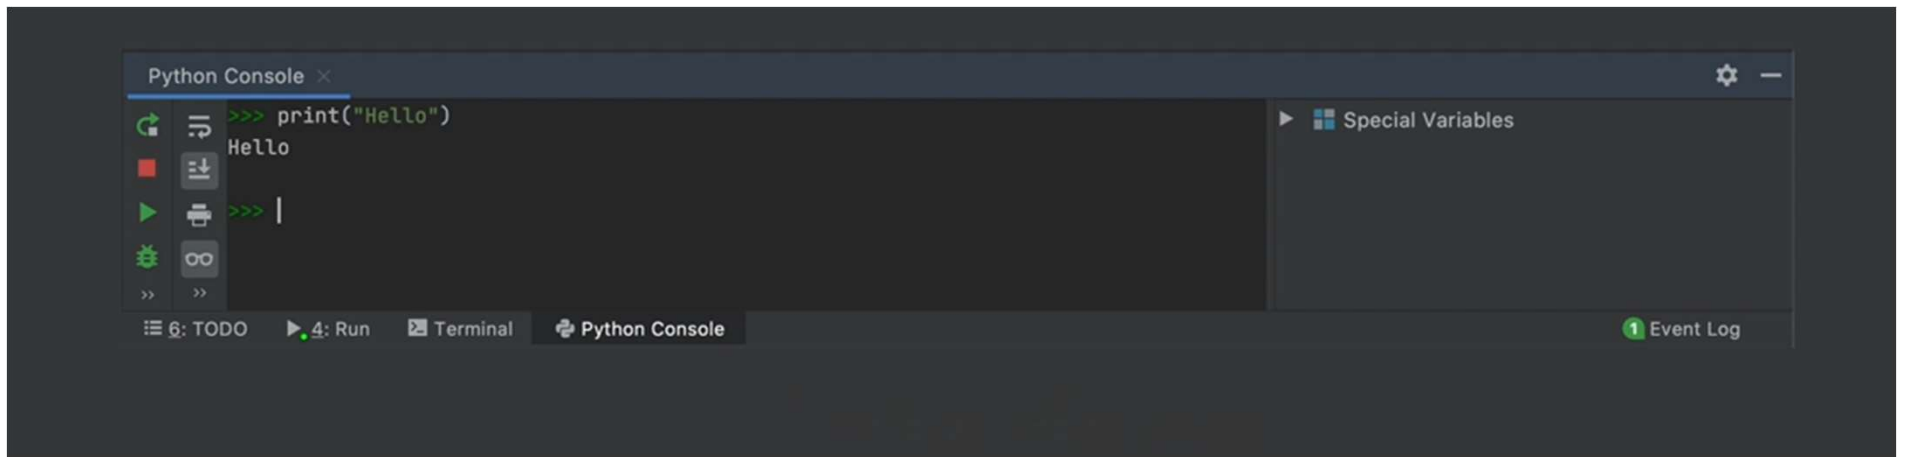 Python Console
>>> print("Hello")
Special Variables
Hello
>>>
6: TODO 4: Run Terminal Python Console 1 Event Log